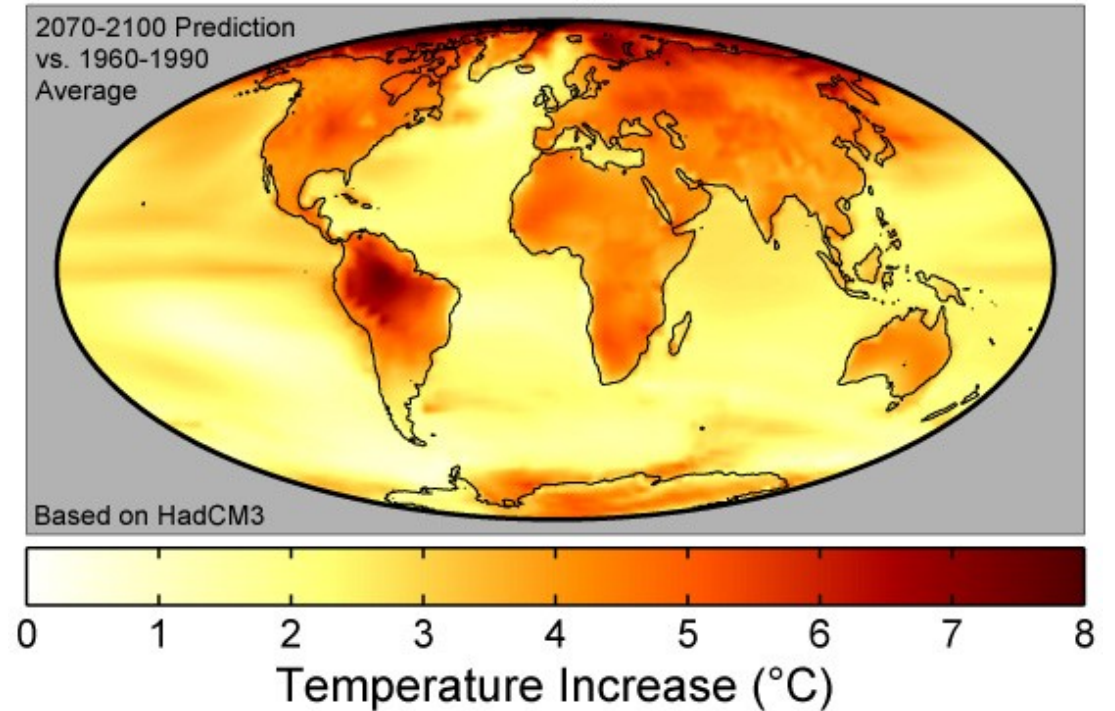 2070-2100 Prediction
vs. 1960-1990
Average
Based on HadCM3
0 1 2 3 4 5 6 7 8
Temperature Increase (°C)